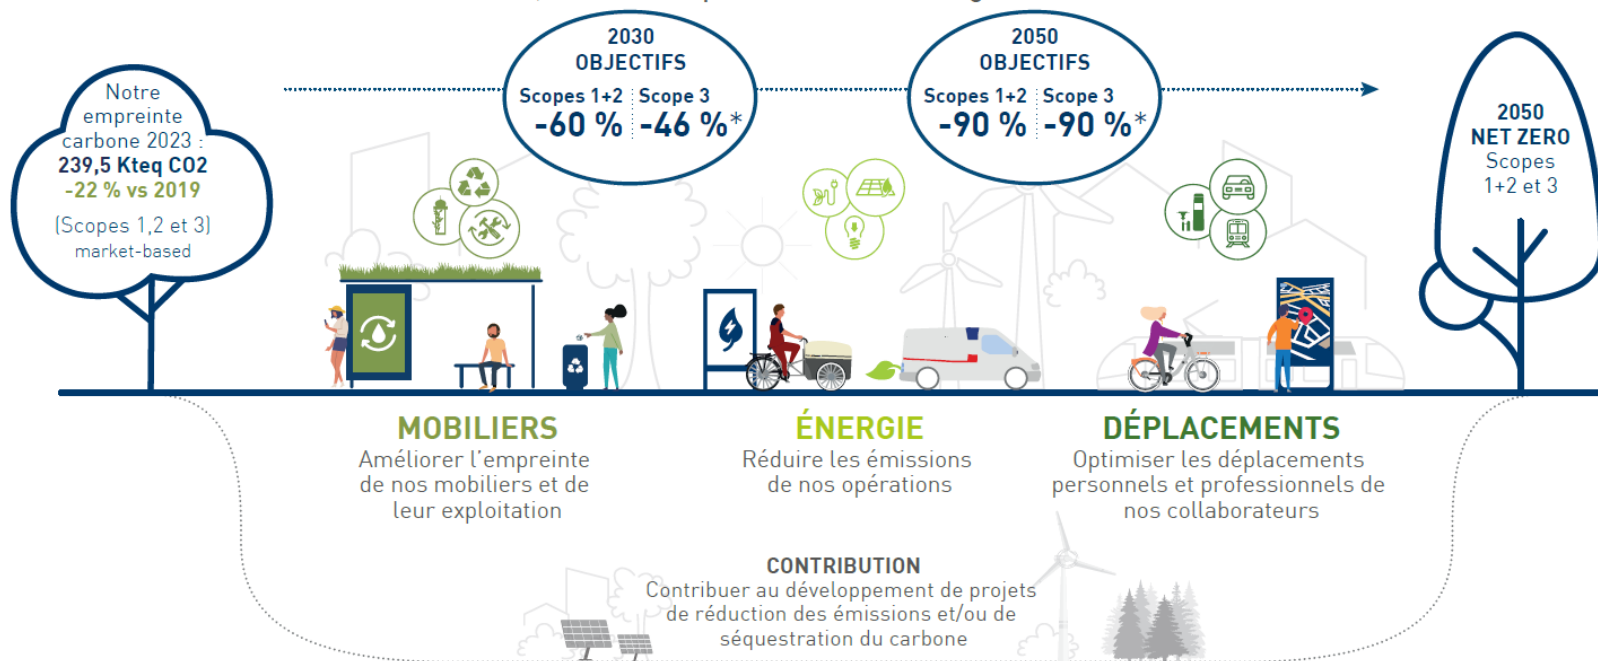 2030
OBJECTIFS
Scopes 1+2
-60 %
Scope 3
-46 %*
2050
OBJECTIFS
Scopes 1+2
-90 %
Scope 3
-90 %*
Notre
empreinte
carbone 2023 :
239,5 Kteq CO2
-22 % vs 2019
(Scopes 1,2 et 3)
market-based
2050
NET ZERO
Scopes
1+2 et 3
MOBILIERS
Améliorer l'empreinte
de nos mobiliers et de
leur exploitation
ÉNERGIE
Réduire les émissions
de nos opérations
DÉPLACEMENTS
Optimiser les déplacements
personnels et professionnels de
nos collaborateurs
CONTRIBUTION
Contribuer au développement de projets
de réduction des émissions et/ou de
séquestration du carbone